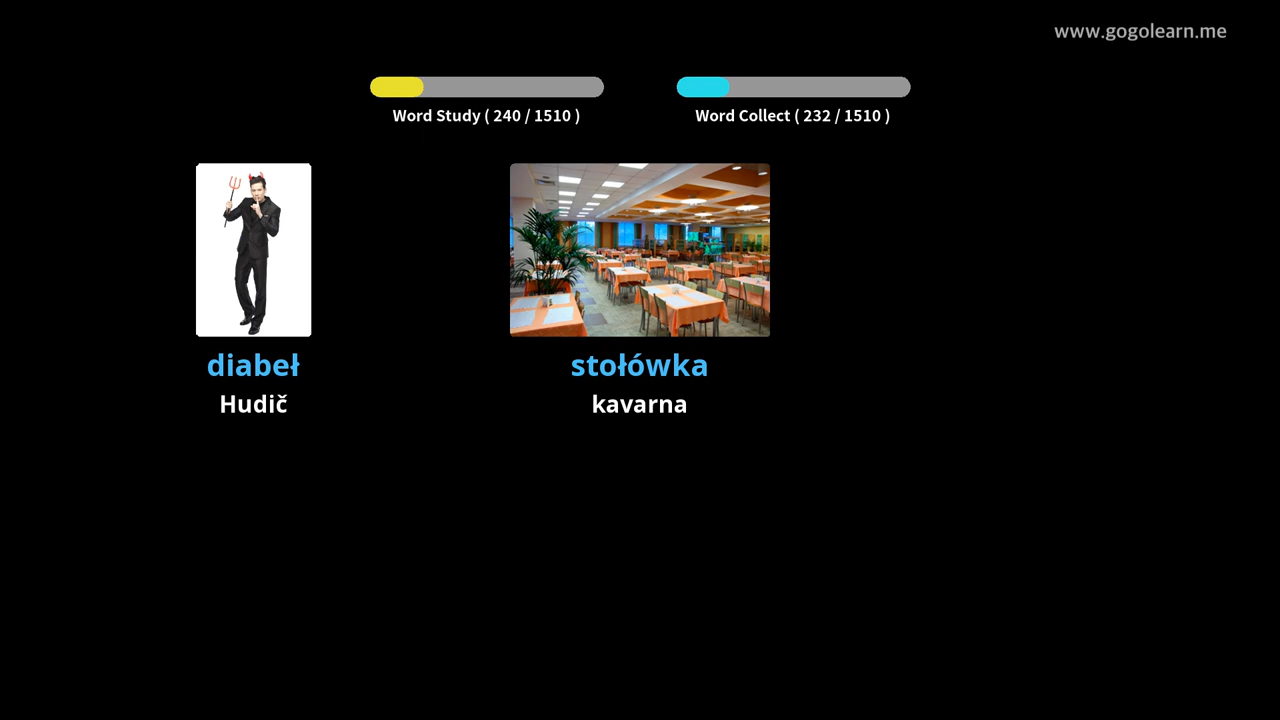 www.gogolearn.me
Word Study ( 240 / 1510 )
Word Collect ( 232 / 1510 )
diabeł
Hudič
stołówka
kavarna